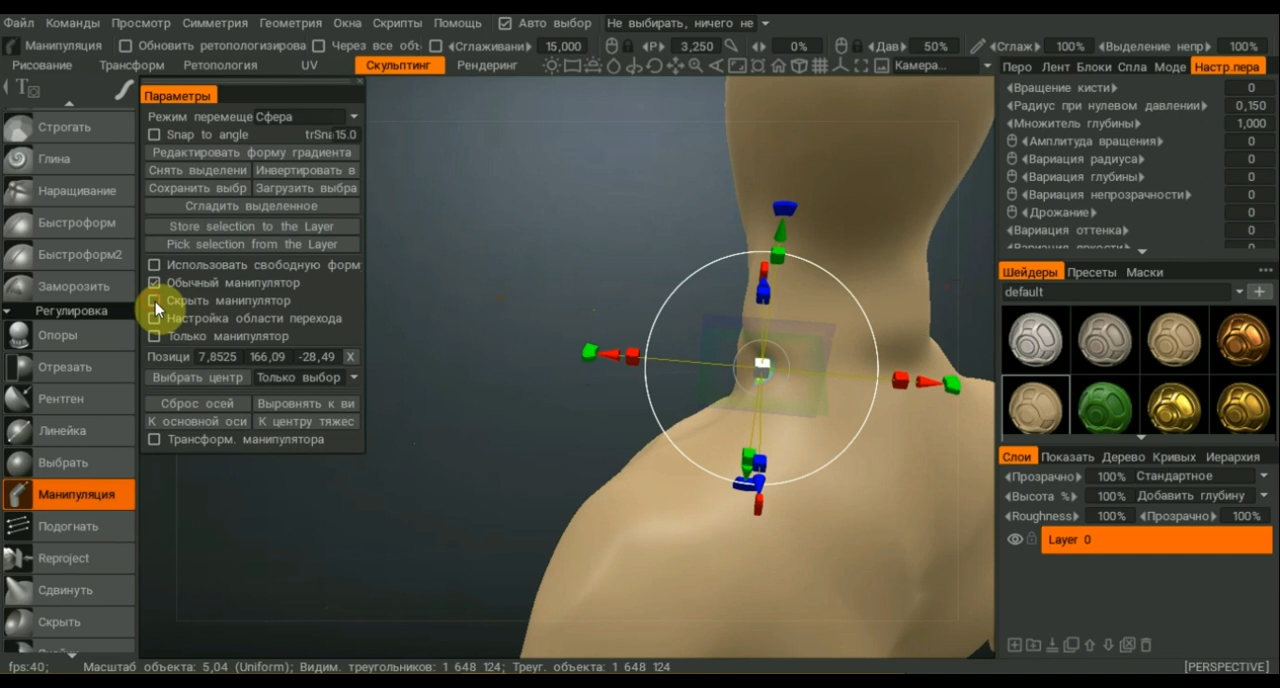 Файл Команды Просмотр Симметрия Геометрия Окна Скрипты Помощь Авто выбор Не выбирать, ничего не
Манипуляция Обновить ретопологизирова Через все объ. Сглаживани 15,000 P 3,250 0% Дав 50% Сглаж 100% Выделение непр 100%
Рисование Трансформ Ретопология UV Скульптинг Рендеринг Камера...
Перо Лент Блоки Спла Моде Настр.пера
Строгать
Глина
Наращивание
Быстроформ
Быстроформ2
Заморозить
Регулировка
Опоры
Отрезать
Рентген
Линейка
Выбрать
Манипуляция
Подогнать
Reproject
Сдвинуть
Скрыть
Параметры
Режим перемеще Сфера
Snap to angle trSna 15.0
Редактировать форму градиента
Снять выделени Инвертировать в
Сохранить выбр Загрузить выбра
Сгладить выделенное
Store selection to the Layer
Pick selection from the Layer
Использовать свободную форм
Обычный манипулятор
Скрыть манипулятор
Настройка области перехода
Только манипулятор
Позици 7,8525 166,09 -28,49 X
Выбрать центр Только выбор
Сброс осей Выровнять к ви
К основной оси К центру тяжес
Трансформ. манипулятора
Вращение кисти 0
Радиус при нулевом давлении 0,150
Множитель глубины 1,000
Амплитуда вращения 0
Вариация радиуса 0
Вариация глубины 0
Вариация непрозрачности 0
Дрожание 0
Вариация оттенка 0
Вариация яркости 0
Шейдеры Пресеты Маски
default
Слои Показать Дерево Кривых Иерархия
Прозрачно 100% Стандартное
Высота % 100% Добавить глубину
Roughness 100% Прозрачно 100%
Layer 0
fps:40; Масштаб объекта: 5,04 (Uniform); Видим. треугольников: 1 648 124; Треуг. объекта: 1 648 124 [PERSPECTIVE]